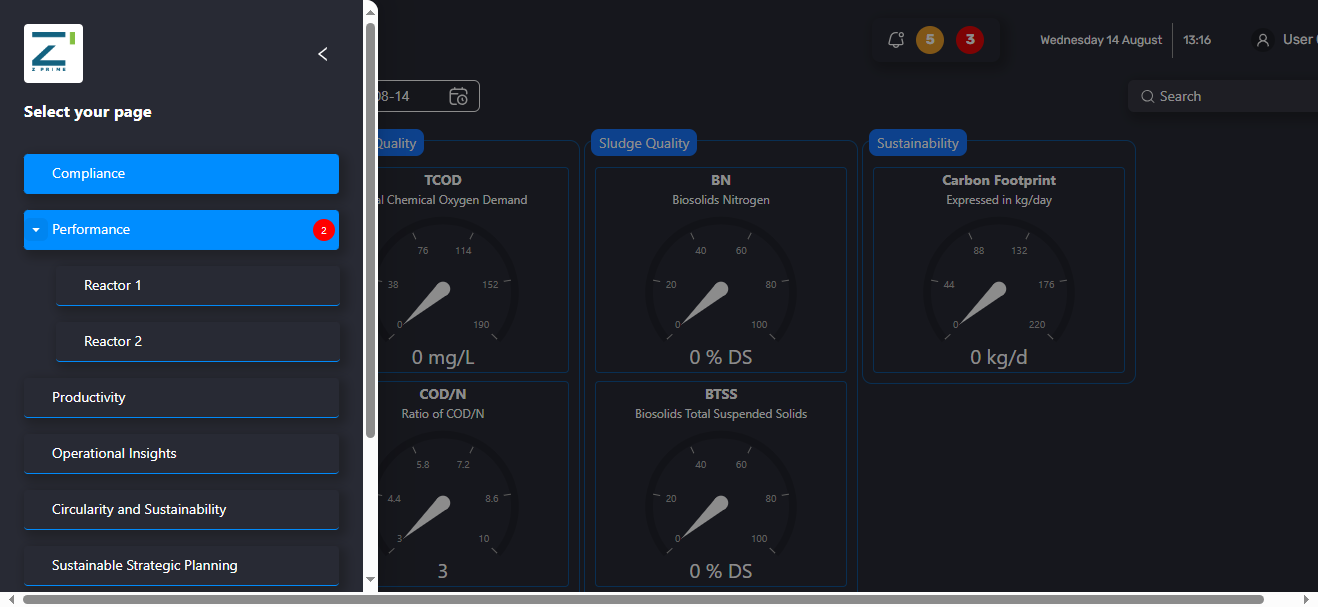 Z PRIME
Select your page
Compliance
Performance
2
Reactor 1
Reactor 2
Productivity
Operational Insights
Circularity and Sustainability
Sustainable Strategic Planning
5
3
Wednesday 14 August
13:16
User
08-14
Search
Quality
TCOD
Chemical Oxygen Demand
0
38
76
114
152
190
0 mg/L
COD/N
Ratio of COD/N
3
4.4
5.8
7.2
8.6
10
3
Sludge Quality
BN
Biosolids Nitrogen
0
20
40
60
80
100
0 % DS
BTSS
Biosolids Total Suspended Solids
0
20
40
60
80
100
0 % DS
Sustainability
Carbon Footprint
Expressed in kg/day
0
44
88
132
176
220
0 kg/d